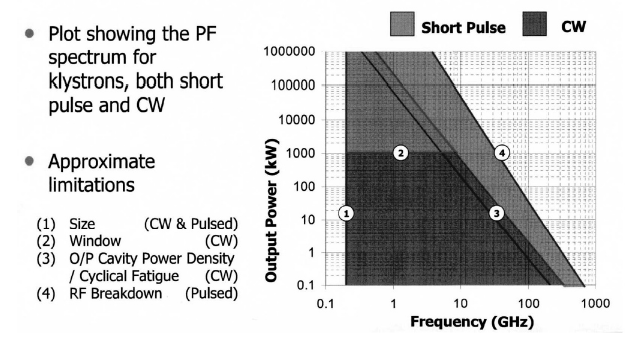 • Plot showing the PF
spectrum for
klystrons, both short
pulse and CW
• Approximate
limitations
(1) Size (CW & Pulsed)
(2) Window (CW)
(3) O/P Cavity Power Density
/ Cyclical Fatigue (CW)
(4) RF Breakdown (Pulsed)
Short Pulse CW
Output Power (kW)
1000000
100000
10000
1000
100
10
1
0.1
1
2
3
4
0.1 1 10 100 1000
Frequency (GHz)